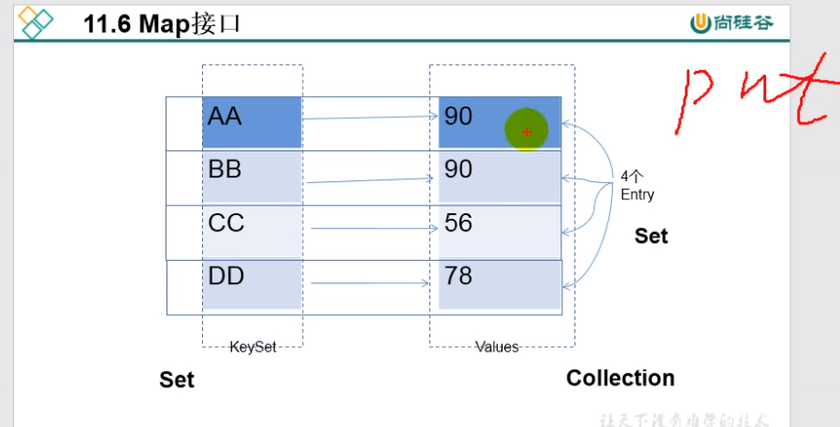 11.6 Map接口
尚硅谷
put
AA 90
BB 90
4个
Entry
CC 56
Set
DD 78
KeySet
Values
Set
Collection
让天下没有难学的技术